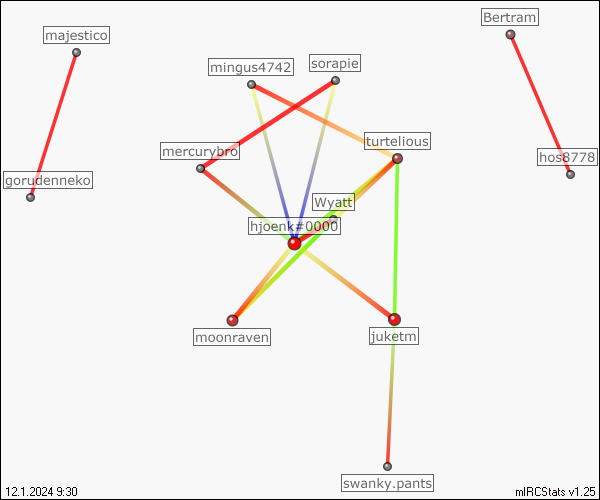 Bertram
majestico
sorapie
mingus4742
turtelious
mercurybro
hos8778
gorudenneko
Wyatt
hjoenk#0000
moonraven
juketm
swanky.pants
12.1.2024 9:30
mIRCStats v1.25